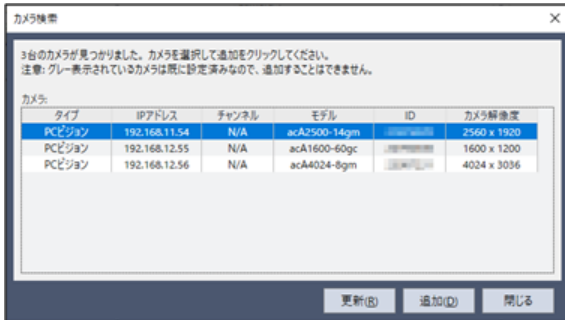 カメラ検索
3台のカメラが見つかりました。カメラを選択して追加をクリックしてください。
注意: グレー表示されているカメラは既に設定済みなので、追加することはできません。
カメラ:
タイプ IPアドレス チャンネル モデル ID カメラ解像度
PCビジョン 192.168.11.54 N/A acA2500-14gm 2560 x 1920
PCビジョン 192.168.12.55 N/A acA1600-60gc 1600 x 1200
PCビジョン 192.168.12.56 N/A acA4024-8gm 4024 x 3036
更新(R) 追加(D) 閉じる